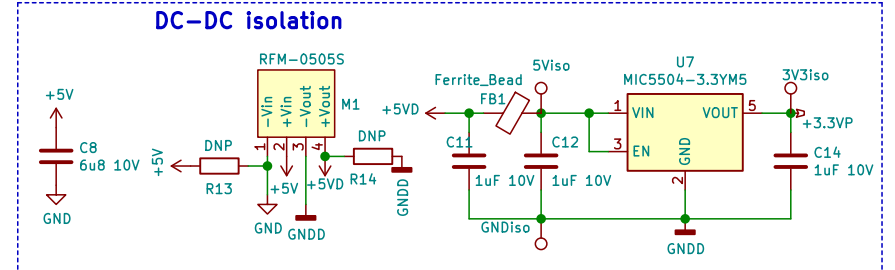 DC-DC isolation
RFM-0505S
-Vin
+Vin
-Vout
+Vout
M1
1
2
3
4
+5V
C8
6u8 10V
GND
+5V
DNP
R13
GND
+5V
GNDD
+5VD
DNP
R14
GNDD
+5VD
Ferrite_Bead
FB1
5Viso
C11
1uF 10V
C12
1uF 10V
GNDiso
U7
MIC5504-3.3YM5
1
VIN
3
EN
VOUT
5
GND
2
GNDD
3V3iso
+3.3VP
C14
1uF 10V